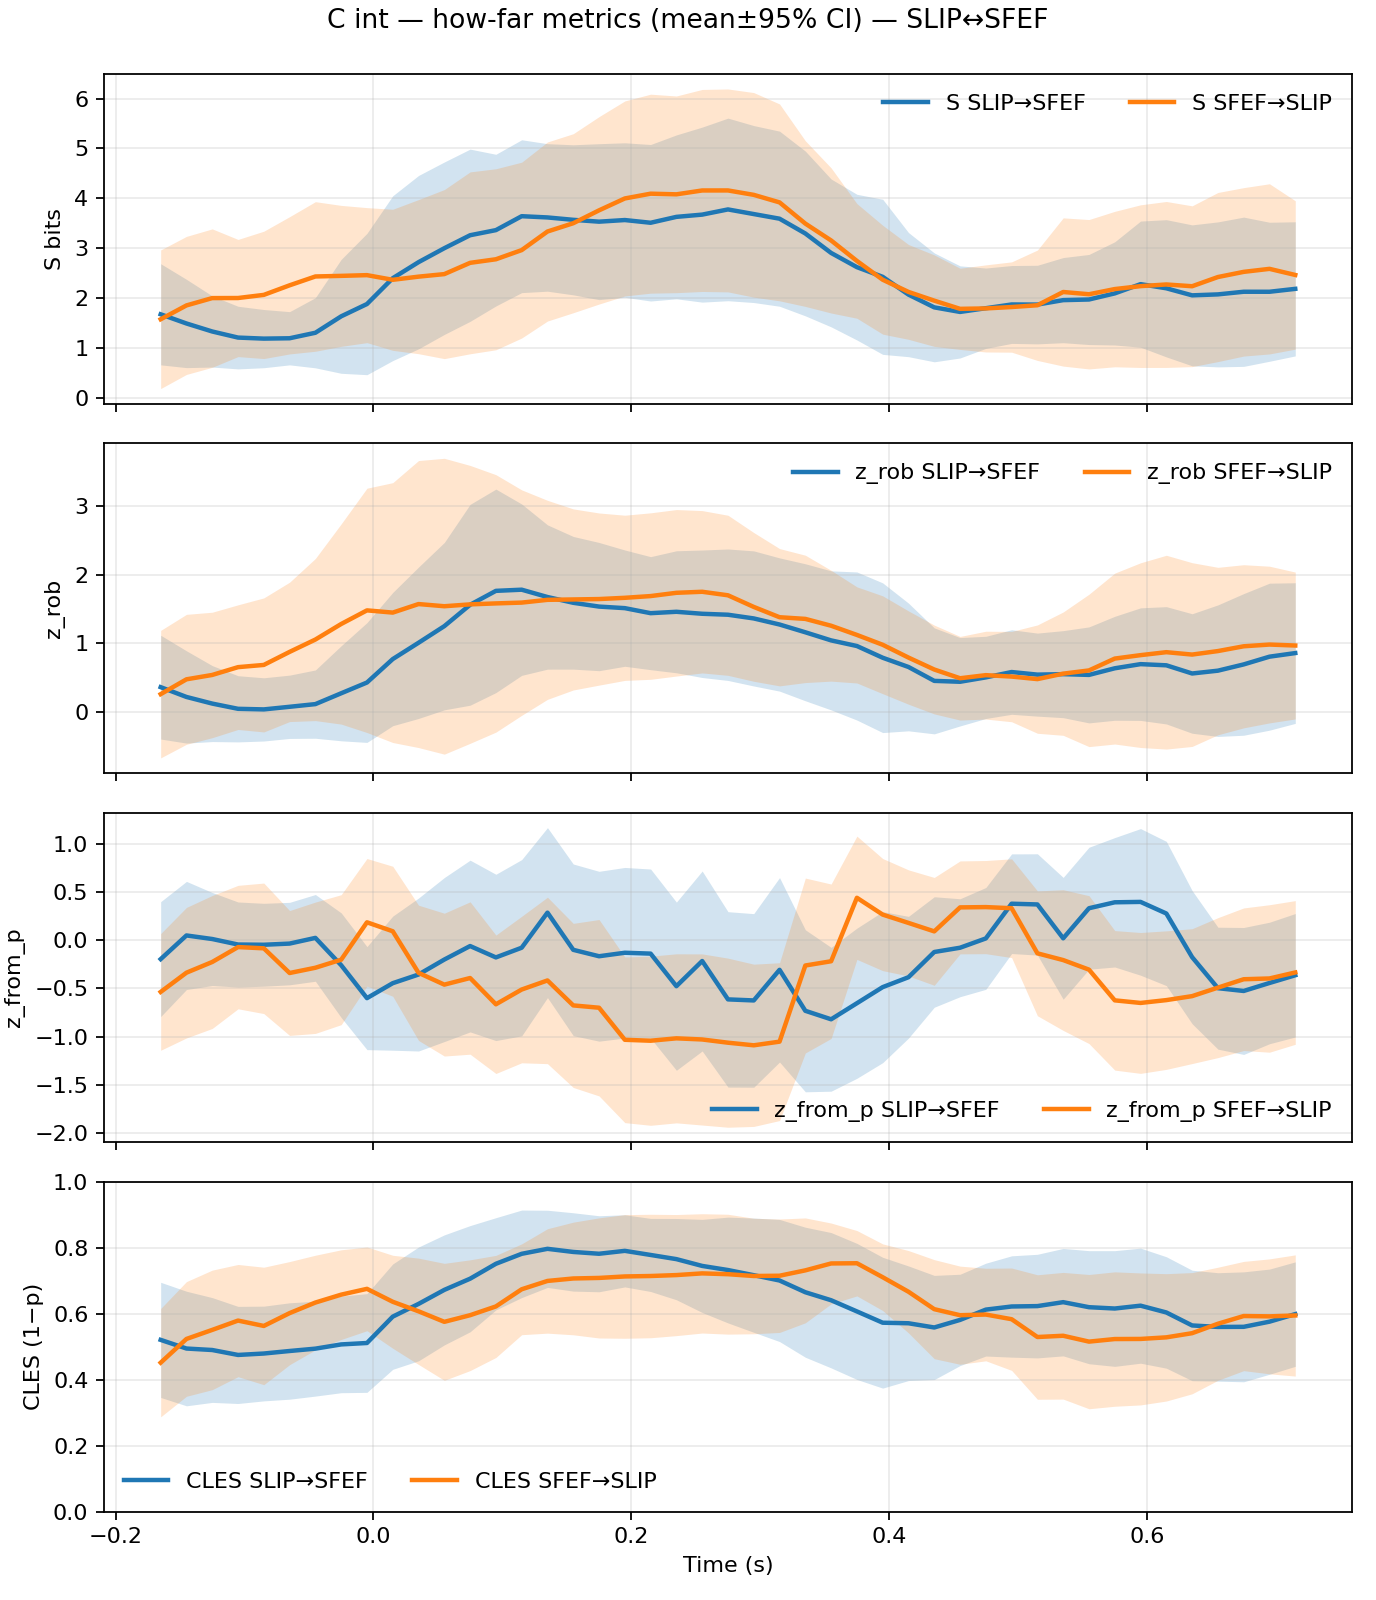 C int — how-far metrics (mean±95% CI) — SLIP↔SFEF
S SLIP→SFEF S SFEF→SLIP
6
5
4
3
2
1
0
S bits
z_rob SLIP→SFEF z_rob SFEF→SLIP
3
2
1
0
z_rob
1.0
0.5
0.0
−0.5
−1.0
−1.5
−2.0
z_from_p
z_from_p SLIP→SFEF z_from_p SFEF→SLIP
1.0
0.8
0.6
0.4
0.2
0.0
CLES (1−p)
CLES SLIP→SFEF CLES SFEF→SLIP
−0.2 0.0 0.2 0.4 0.6
Time (s)